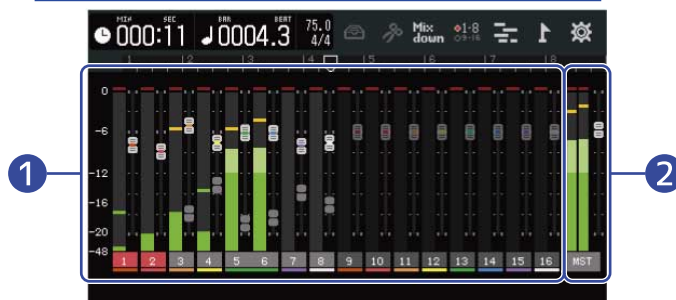 MIN SEC BAR BEAT
000:11 0004.3 75.0 4/4 Mix down 1-8 09-16
1 2 3 4 5 6 7 8
0
-6
-12
-16
-20
-48
1 2 3 4 5 6 7 8 9 10 11 12 13 14 15 16 MST
1
2